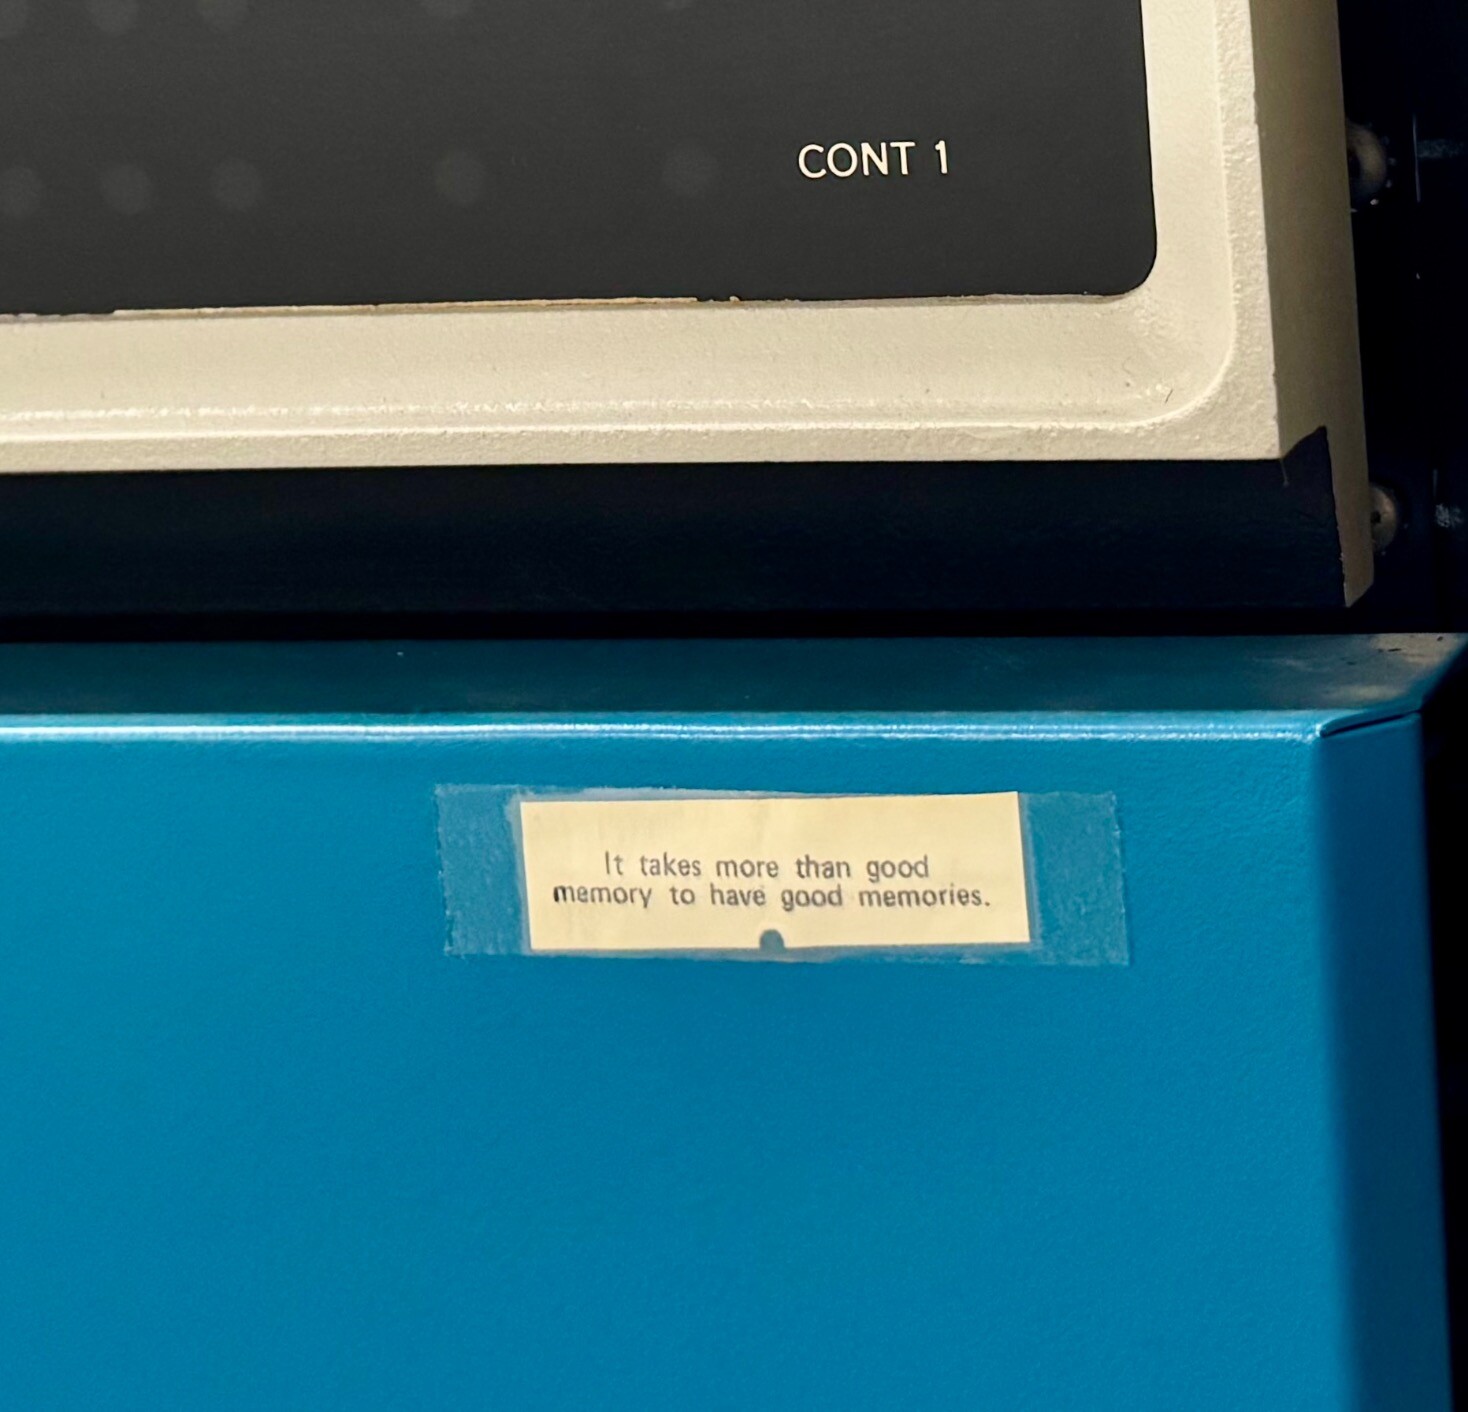 CONT 1
It takes more than good
memory to have good memories.